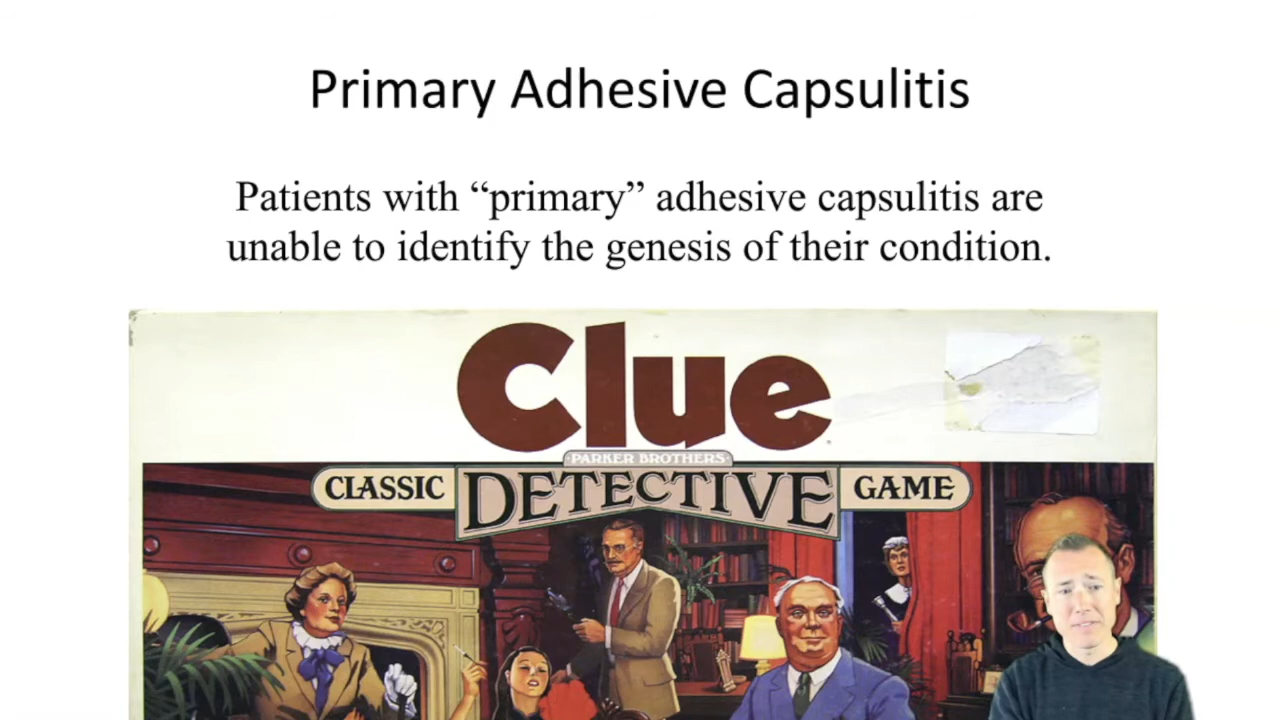 Primary Adhesive Capsulitis
Patients with “primary” adhesive capsulitis are
unable to identify the genesis of their condition.
Clue
PARKER BROTHERS
CLASSIC DETECTIVE GAME